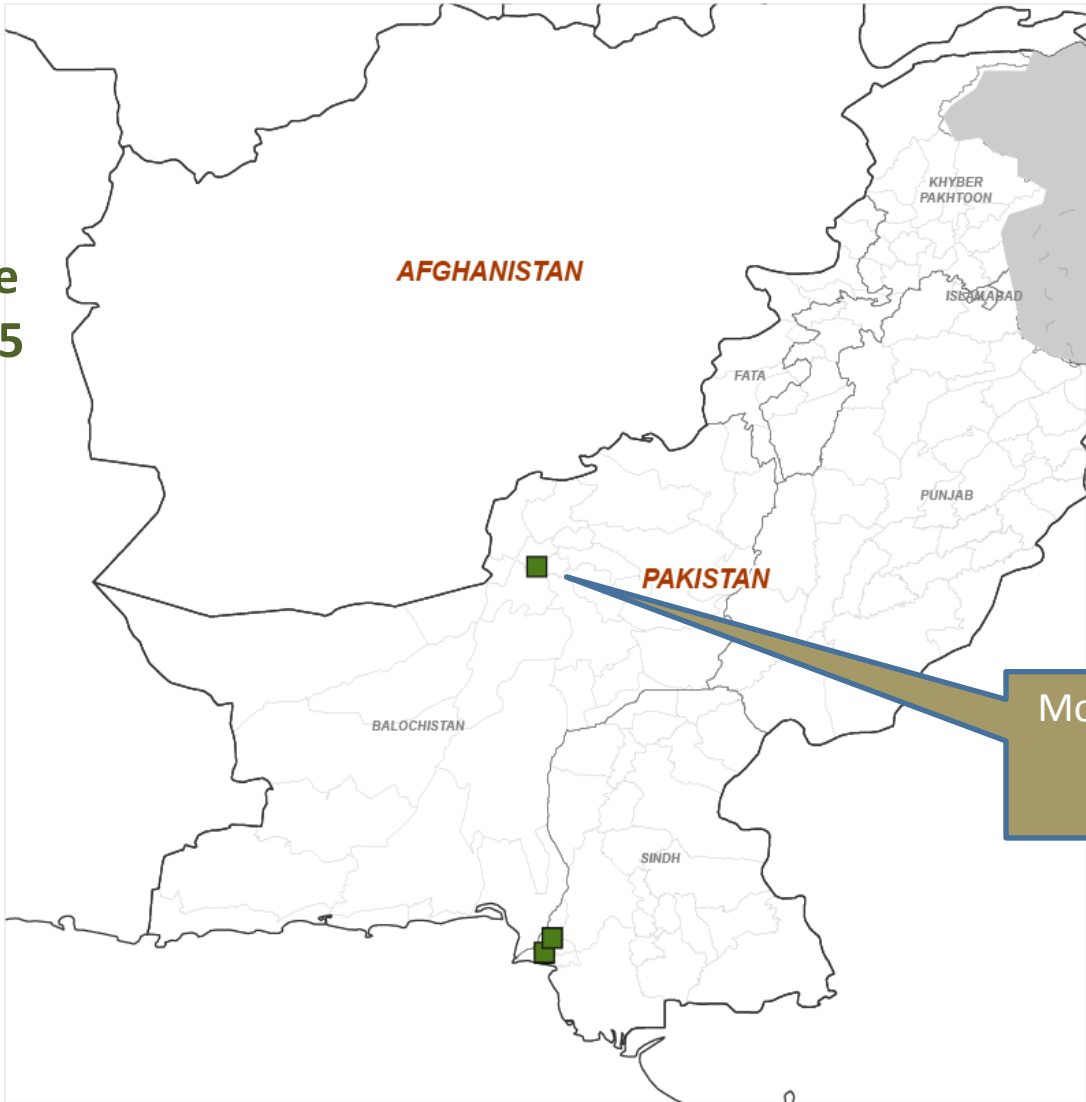 KHYBER
PAKHTOON
AFGHANISTAN
e
ISLAMABAD
5
FATA
PUNJAB
PAKISTAN
Mo
BALOCHISTAN
SINDH